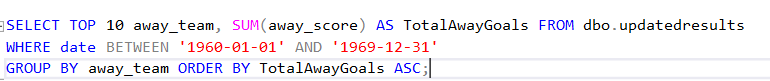 SELECT TOP 10 away_team, SUM(away_score) AS TotalAwayGoals FROM dbo.updatedresults
WHERE date BETWEEN '1960-01-01' AND '1969-12-31'
GROUP BY away_team ORDER BY TotalAwayGoals ASC;